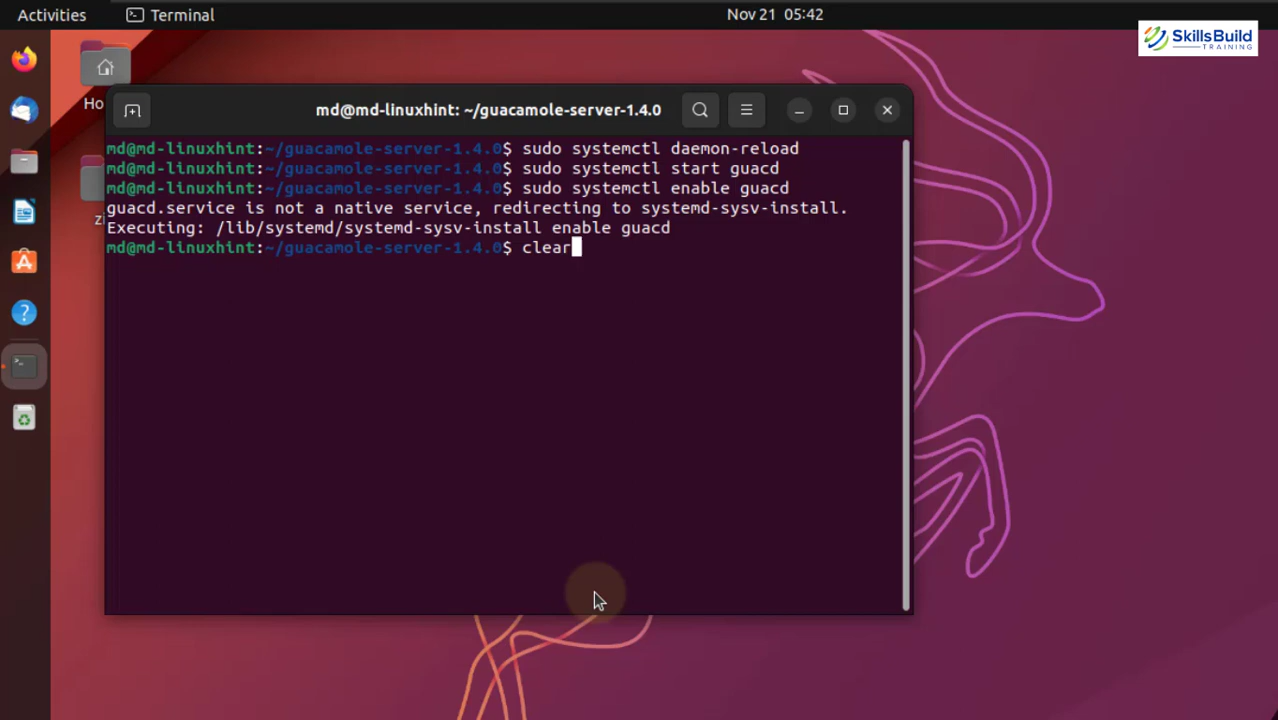 Activities
Terminal
Nov 21 05:42
SkillsBuild
TRAINING
Ho
md@md-linuxhint: ~/guacamole-server-1.4.0
md@md-linuxhint:~/guacamole-server-1.4.0$ sudo systemctl daemon-reload
md@md-linuxhint:~/guacamole-server-1.4.0$ sudo systemctl start guacd
md@md-linuxhint:~/guacamole-server-1.4.0$ sudo systemctl enable guacd
guacd.service is not a native service, redirecting to systemd-sysv-install.
Executing: /lib/systemd/systemd-sysv-install enable guacd
md@md-linuxhint:~/guacamole-server-1.4.0$ clear